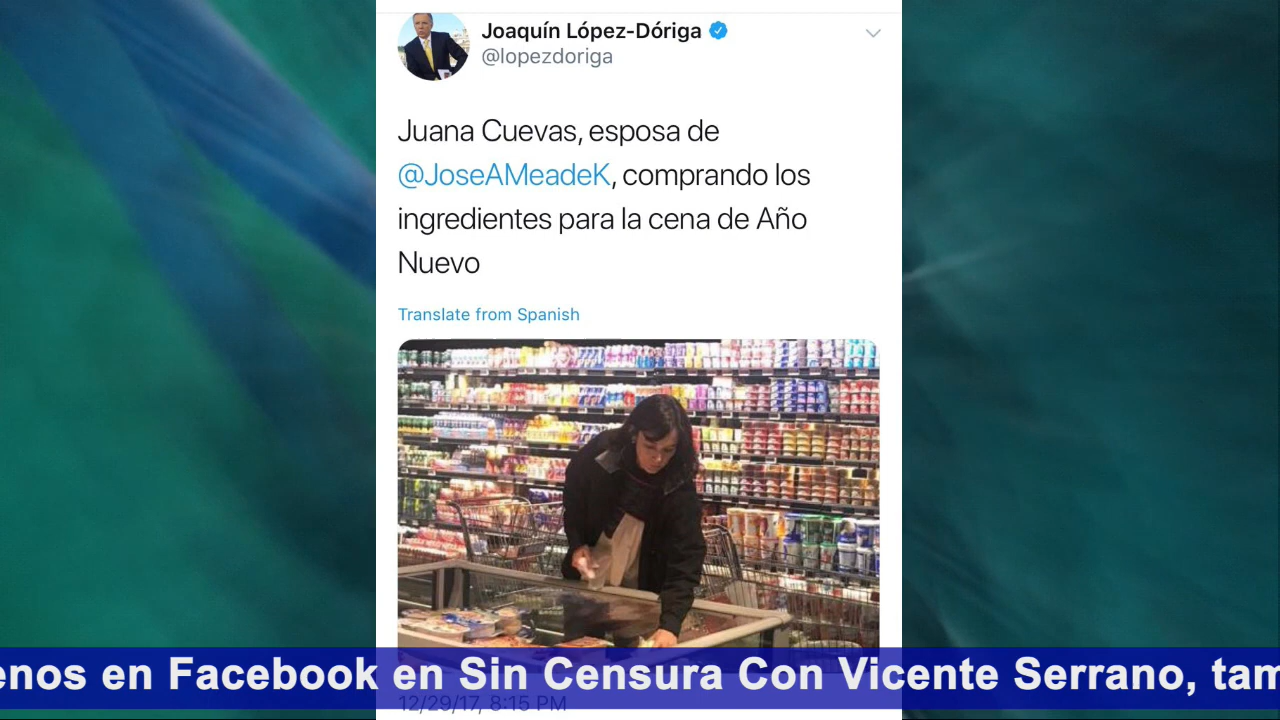 Joaquín López-Dóriga
@lopezdoriga
Juana Cuevas, esposa de
@JoseAMeadeK, comprando los
ingredientes para la cena de Año
Nuevo
Translate from Spanish
enos en Facebook en Sin Censura Con Vicente Serrano, tam
12/29/17, 8:15 PM